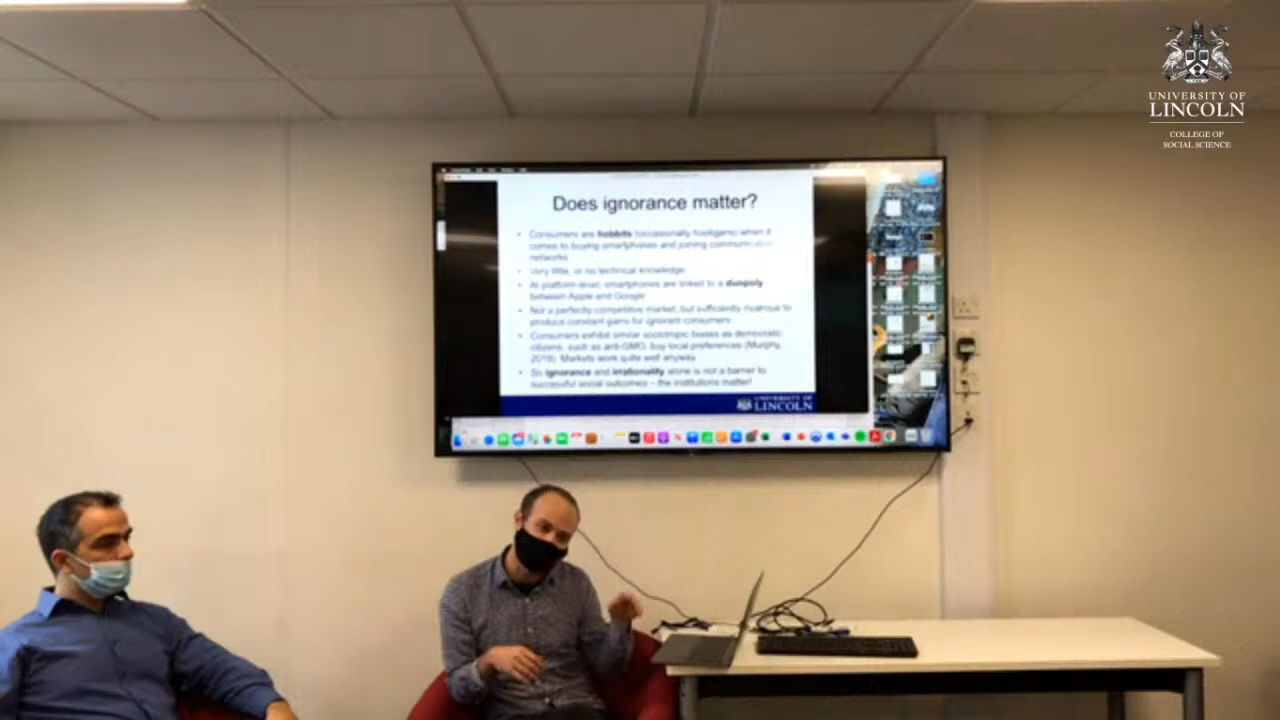 UNIVERSITY OF
LINCOLN
COLLEGE OF
SOCIAL SCIENCE
Does ignorance matter?
• Consumers are hobbits (occasionally hooligans) when it
comes to buying smartphones and joining communication
networks
• Very little, or no technical knowledge
• At platform-level, smartphones are linked to a duopoly
between Apple and Google
• Not a perfectly competitive market, but sufficiently rivalrous to
produce constant gains for ignorant consumers
• Consumers exhibit similar sociotropic biases as democratic
citizens, such as anti-GMO, buy local preferences (Murphy,
2019). Markets work quite well anyway
• So ignorance and irrationality alone is not a barrier to
successful social outcomes – the institutions matter!
UNIVERSITY OF
LINCOLN